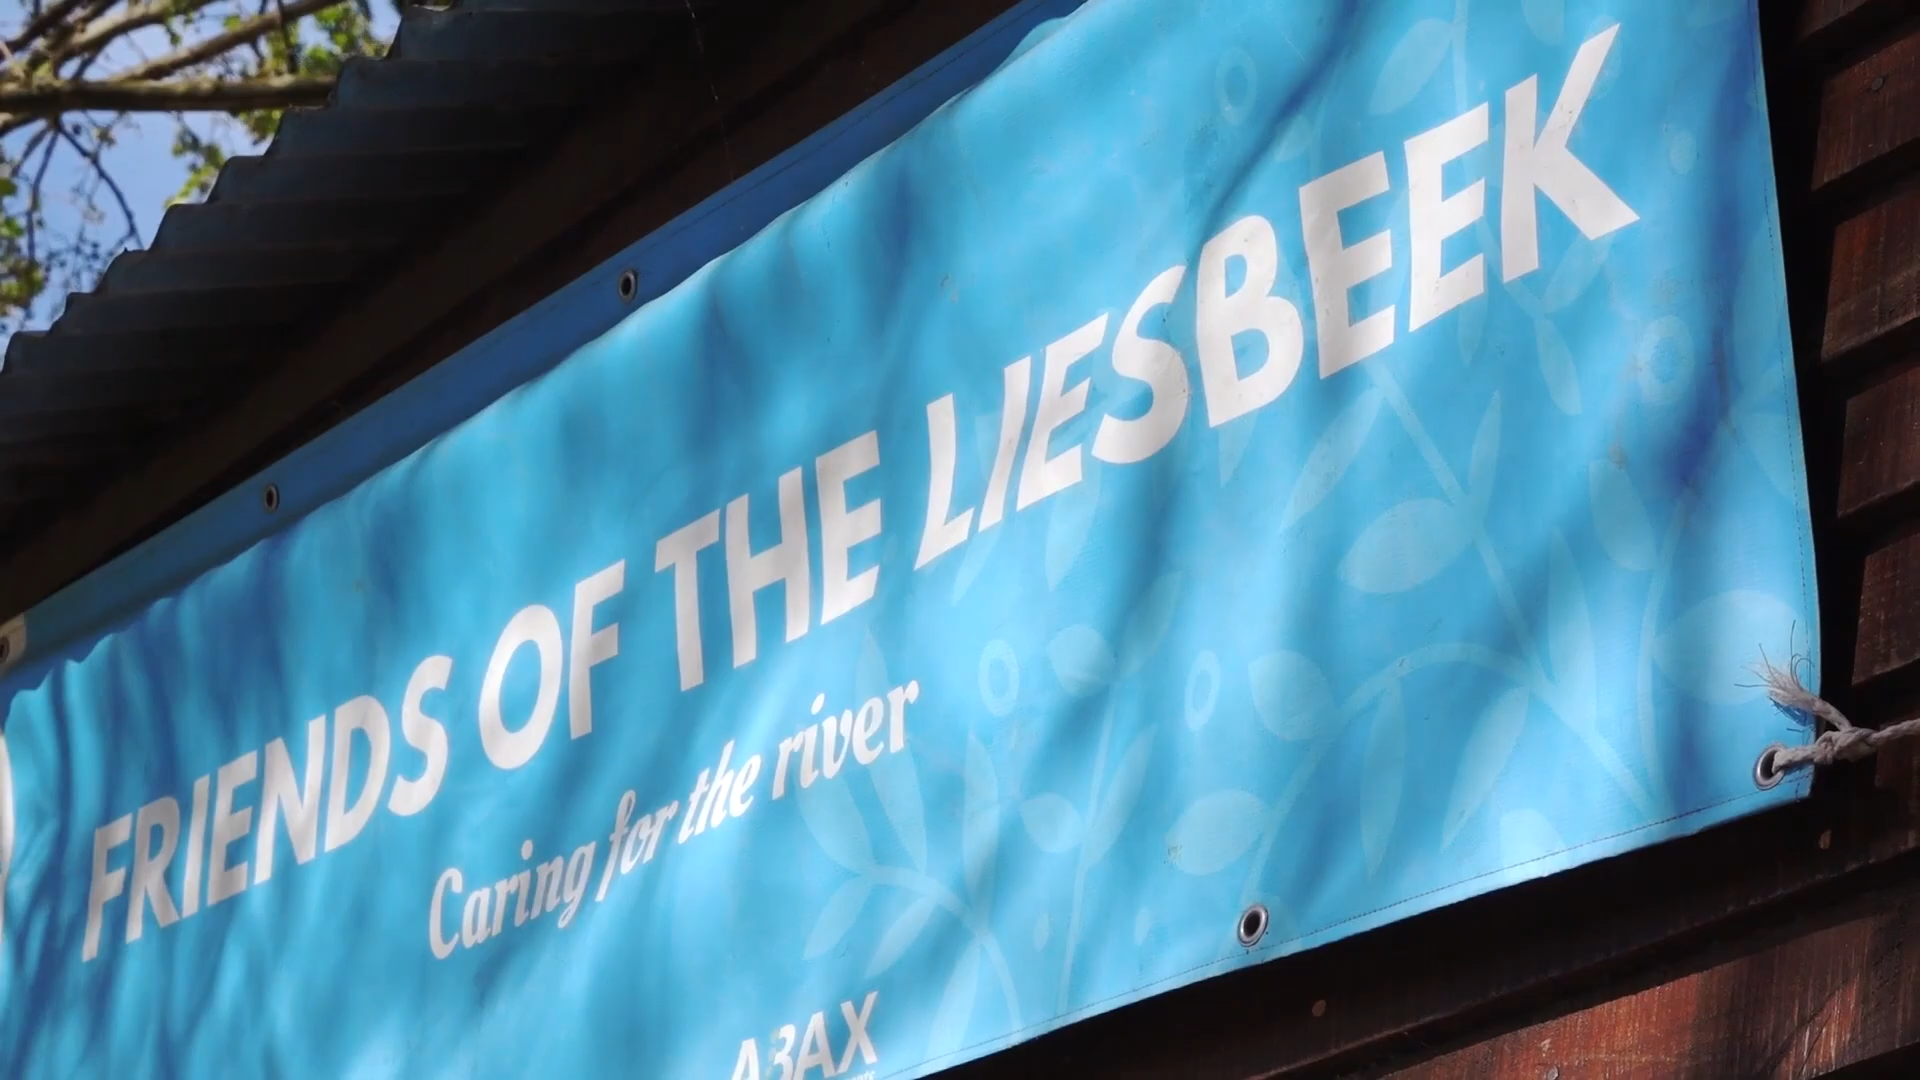 FRIENDS OF THE LIESBEEK
Caring for the river
ABAX